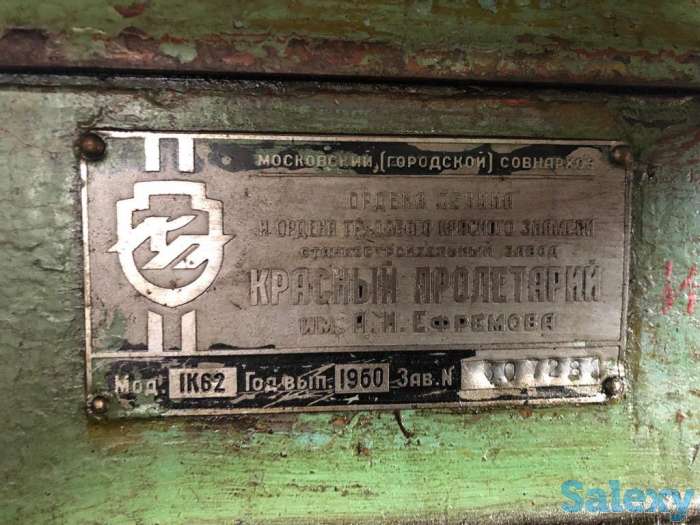 МОСКОВСКИЙ (ГОРОДСКОЙ) СОВНАРХОЗ
ОРДЕНА ЛЕНИНА
И ОРДЕНА ТРУДОВОГО КРАСНОГО ЗНАМЕНИ
СТАНКОСТРОИТЕЛЬНЫЙ ЗАВОД
КРАСНЫЙ ПРОЛЕТАРИЙ
ИМ. А.И. ЕФРЕМОВА
Мод. 1К62 Год вып. 1960 Зав. N
Salexy